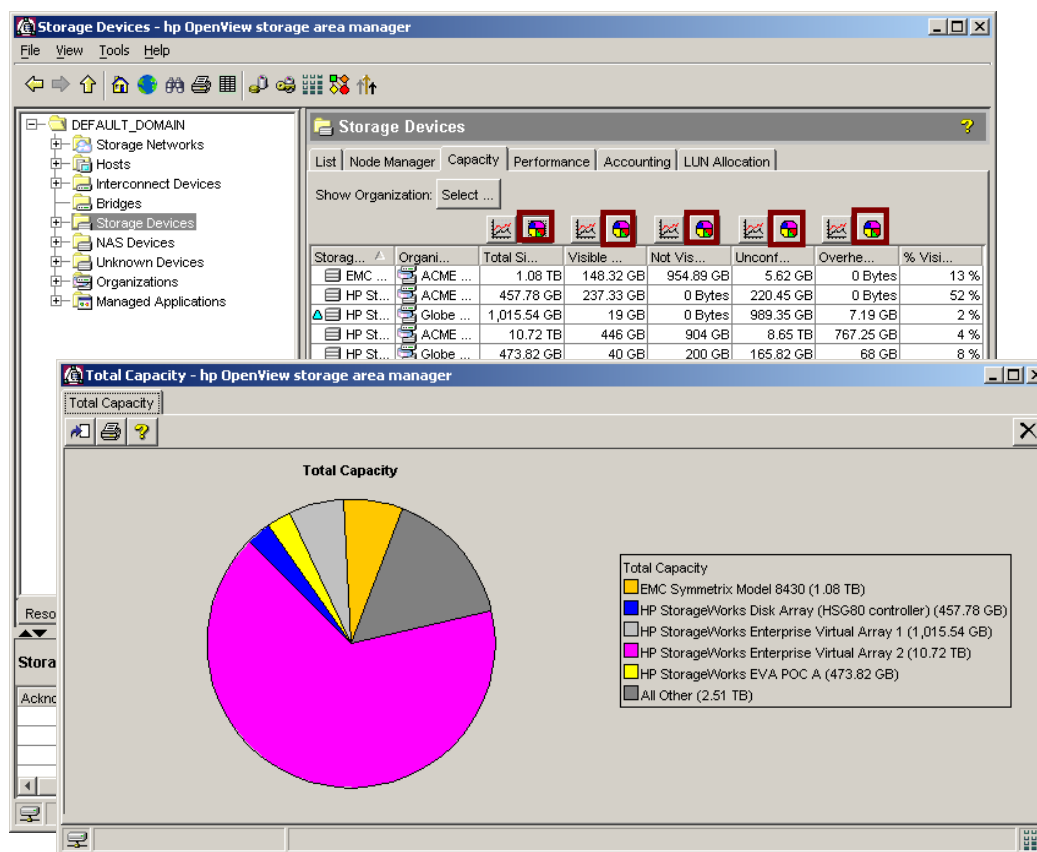 Storage Devices - hp OpenView storage area manager
File View Tools Help
DEFAULT_DOMAIN
Storage Networks
Hosts
Interconnect Devices
Bridges
Storage Devices
NAS Devices
Unknown Devices
Organizations
Managed Applications
Storage Devices
List Node Manager Capacity Performance Accounting LUN Allocation
Show Organization: Select ...
Storag... Organi... Total Si... Visible ... Not Vis... Unconf... Overhe... % Visi...
EMC ... ACME ... 1.08 TB 148.32 GB 954.89 GB 5.62 GB 0 Bytes 13 %
HP St... ACME ... 457.78 GB 237.33 GB 0 Bytes 220.45 GB 0 Bytes 52 %
HP St... Globe ... 1,015.54 GB 19 GB 0 Bytes 989.35 GB 7.19 GB 2 %
HP St... ACME ... 10.72 TB 446 GB 904 GB 8.65 TB 767.25 GB 4 %
HP St... Globe ... 473.82 GB 40 GB 200 GB 165.82 GB 68 GB 8 %
Reso
Stora
Ackno
Total Capacity - hp OpenView storage area manager
Total Capacity
Total Capacity
Total Capacity
EMC Symmetrix Model 8430 (1.08 TB)
HP StorageWorks Disk Array (HSG80 controller) (457.78 GB)
HP StorageWorks Enterprise Virtual Array 1 (1,015.54 GB)
HP StorageWorks Enterprise Virtual Array 2 (10.72 TB)
HP StorageWorks EVA POC A (473.82 GB)
All Other (2.51 TB)